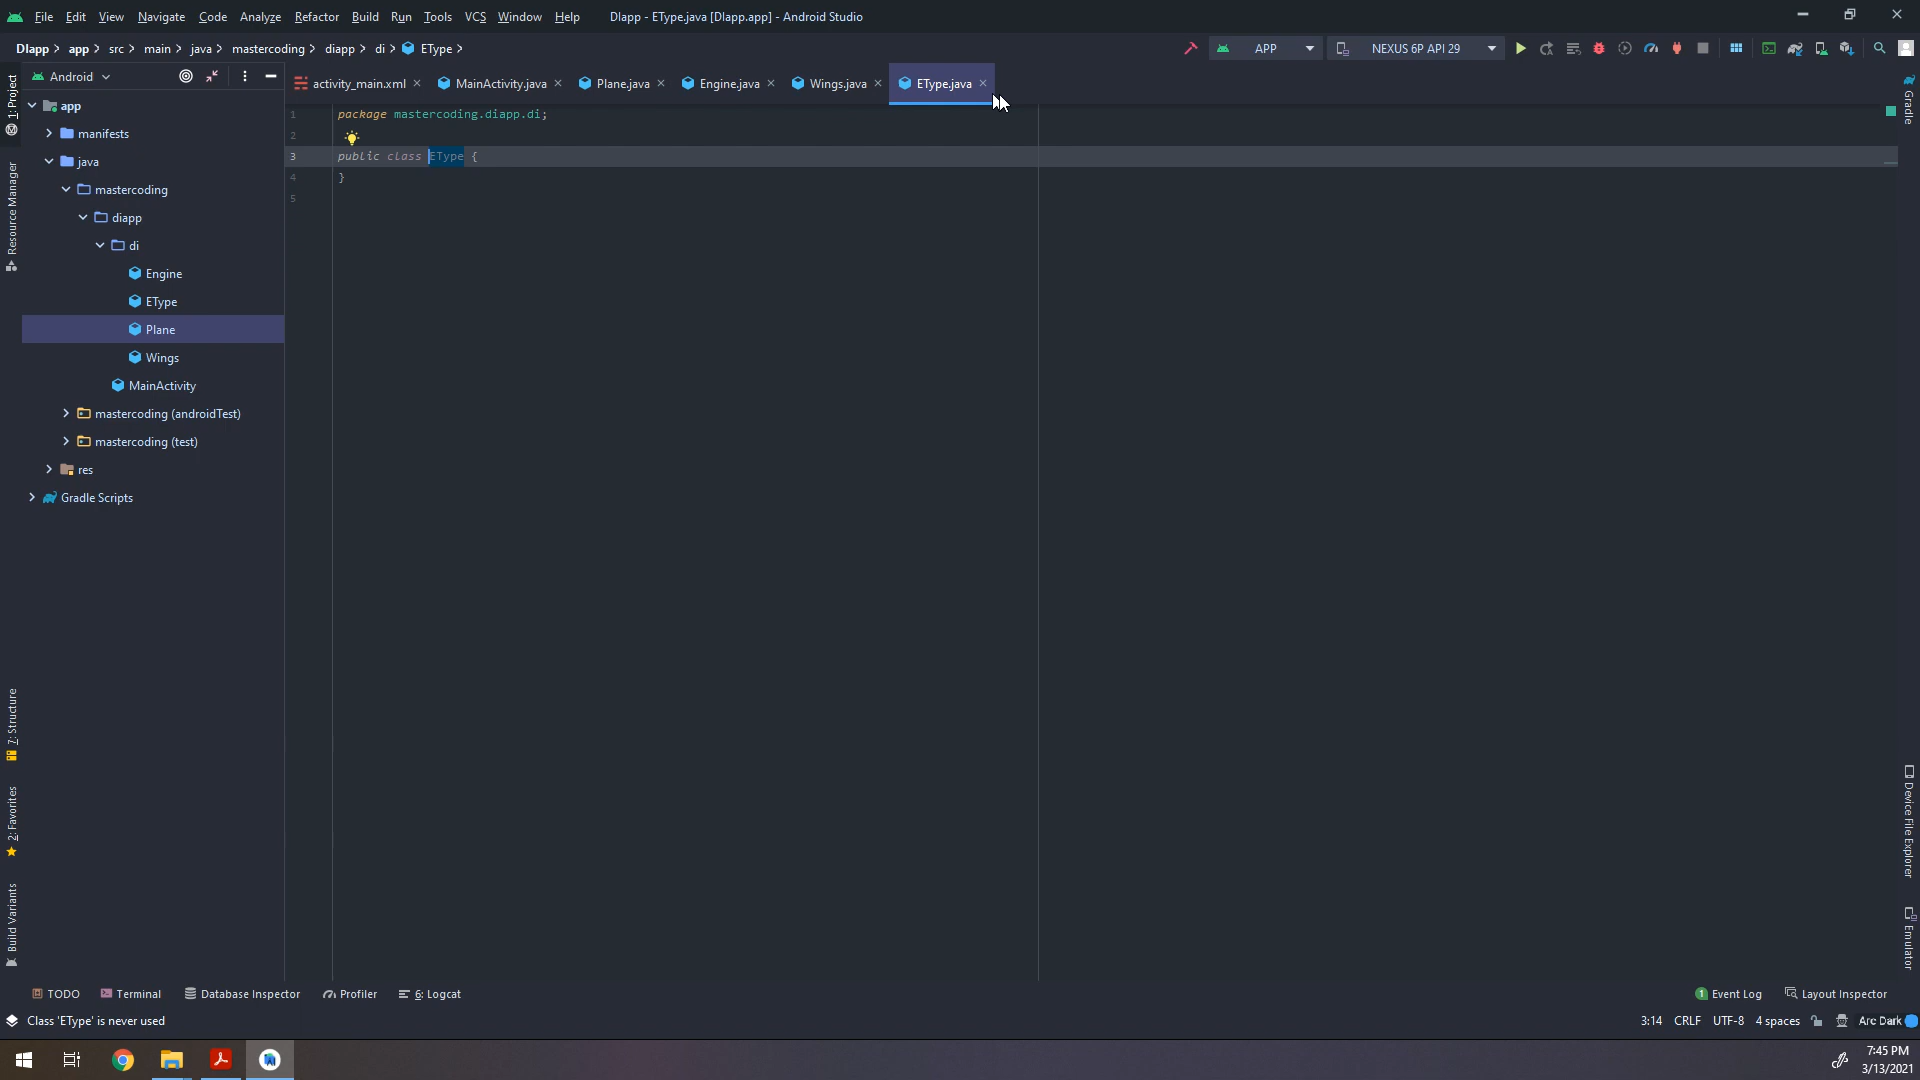 File Edit View Navigate Code Analyze Refactor Build Run Tools VCS Window Help DIapp - EType.java [DIapp.app] - Android Studio
DIapp app src main java mastercoding diapp di EType APP NEXUS 6P API 29
Android
activity_main.xml MainActivity.java Plane.java Engine.java Wings.java EType.java
1: Project
Resource Manager
7: Structure
2: Favorites
Build Variants
app
manifests
java
mastercoding
diapp
di
Engine
EType
Plane
Wings
MainActivity
mastercoding (androidTest)
mastercoding (test)
res
Gradle Scripts
1 package mastercoding.diapp.di;
2
3 public class EType {
4 }
5
Gradle
Device File Explorer
Emulator
TODO Terminal Database Inspector Profiler 6: Logcat 1 Event Log Layout Inspector
Class 'EType' is never used 3:14 CRLF UTF-8 4 spaces Arc Dark
7:45 PM
3/13/2021